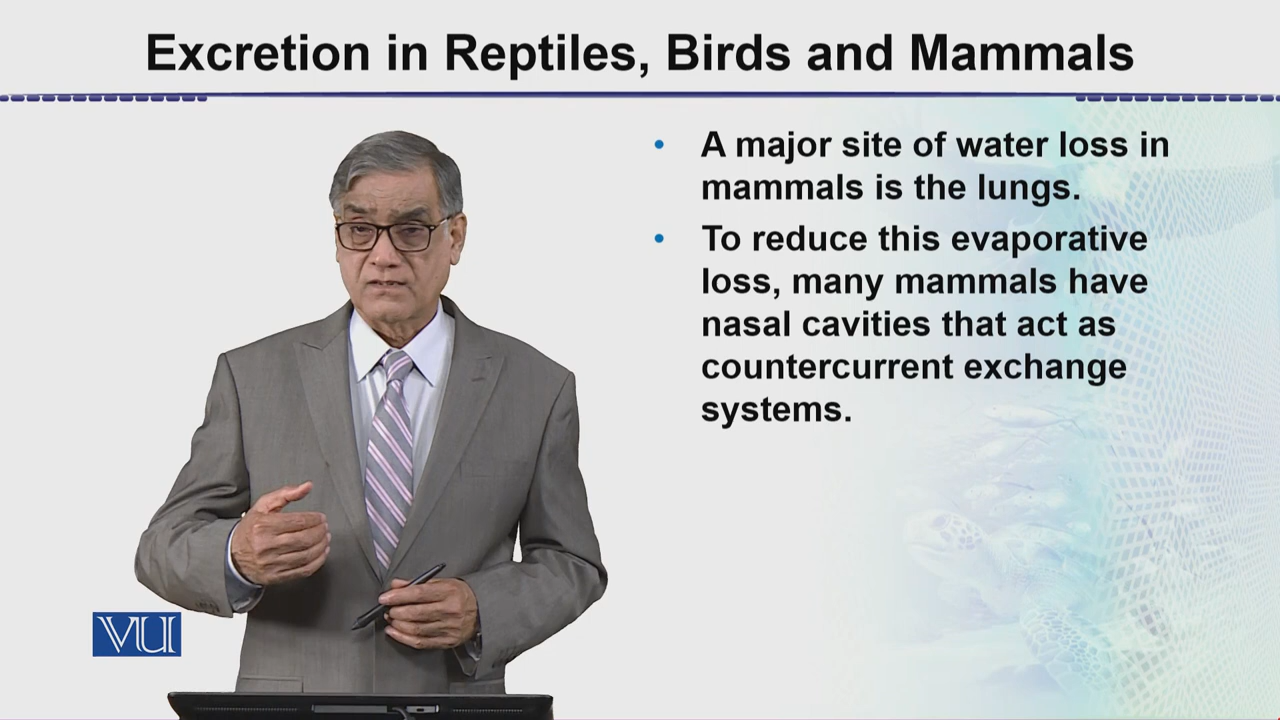 Excretion in Reptiles, Birds and Mammals
• A major site of water loss in
mammals is the lungs.
• To reduce this evaporative
loss, many mammals have
nasal cavities that act as
countercurrent exchange
systems.
VU